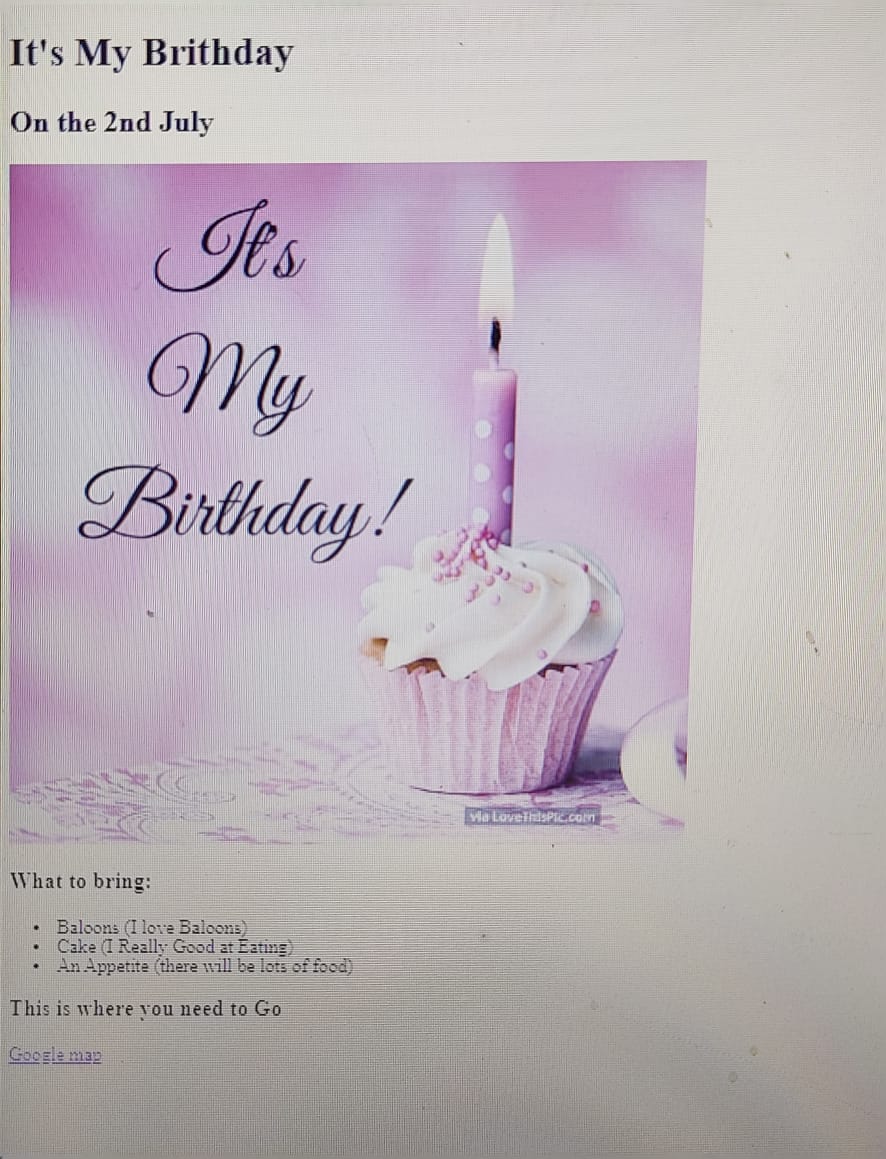 It's My Brithday
On the 2nd July
It's
My
Birthday!
via LoveThisPic.com
What to bring:
• Baloons (I love Baloons)
• Cake (I Really Good at Eating)
• An Appetite (there will be lots of food)
This is where you need to Go
Google map